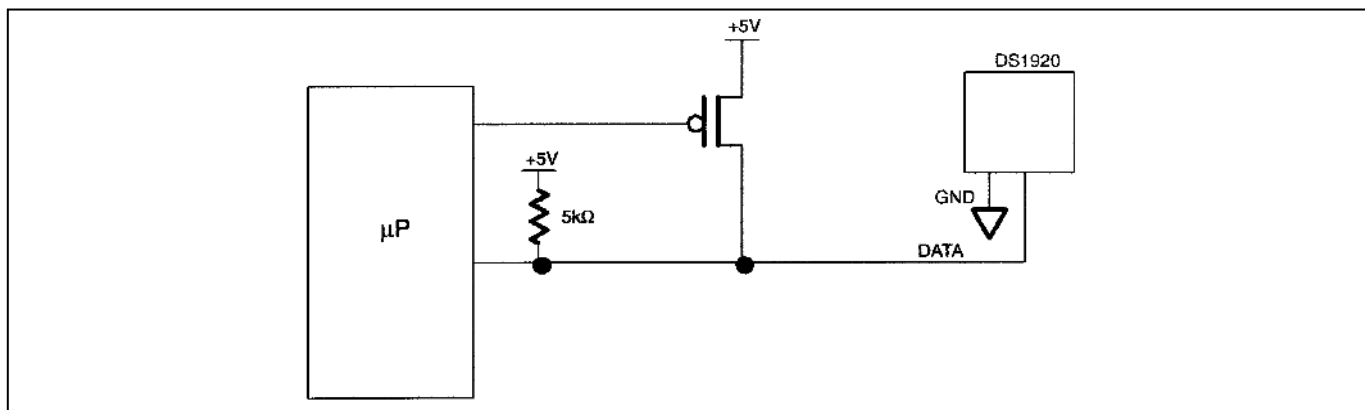 +5V
DS1920
+5V
5kΩ
μP
GND
DATA